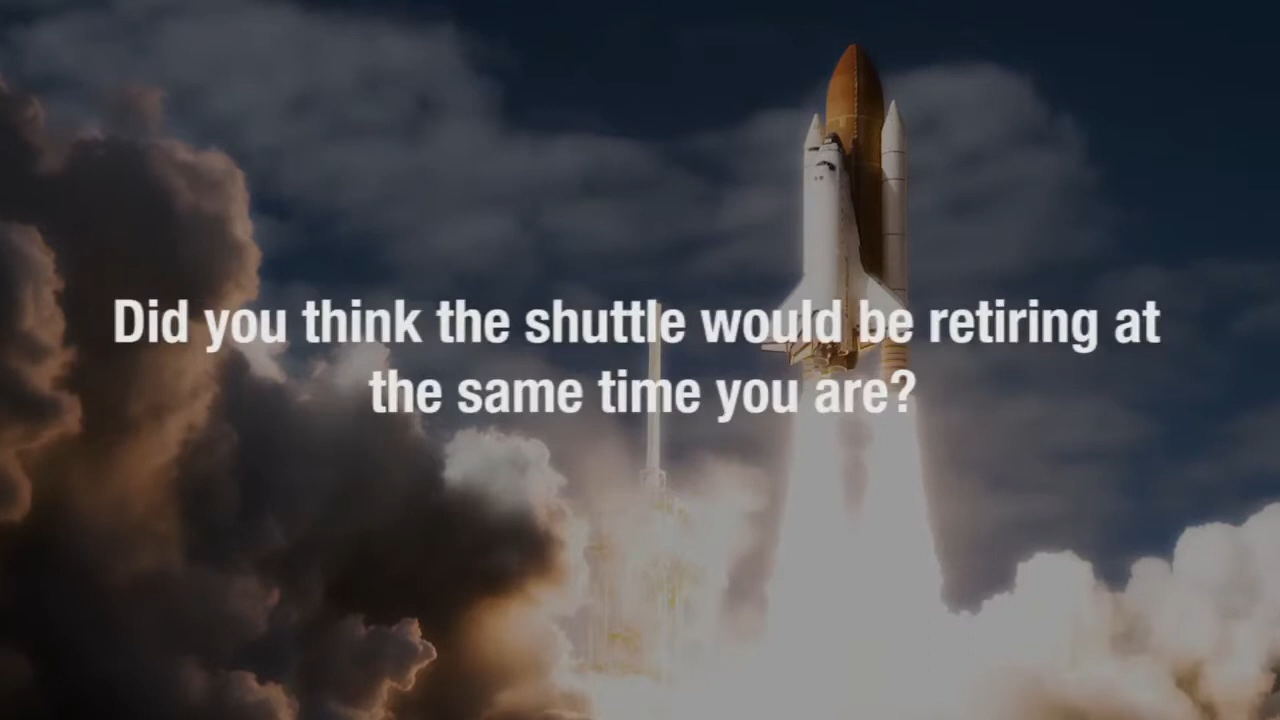 Did you think the shuttle would be retiring at
the same time you are?